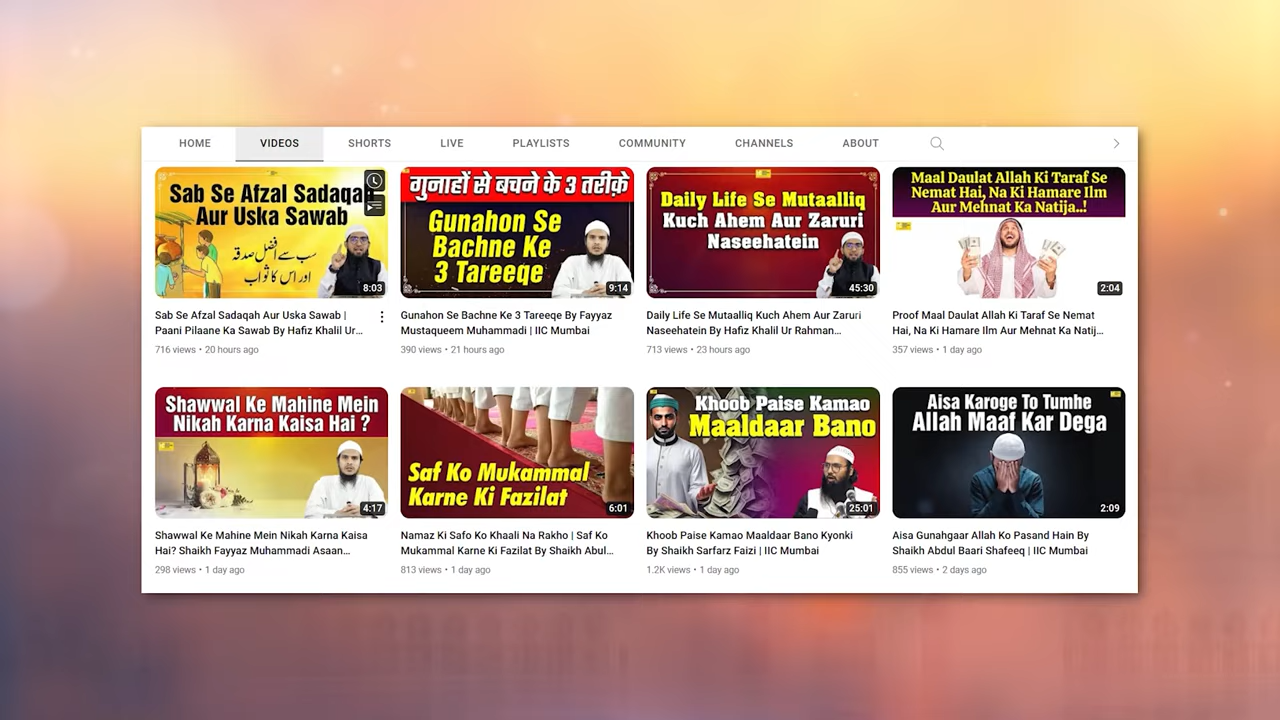 HOME VIDEOS SHORTS LIVE PLAYLISTS COMMUNITY CHANNELS ABOUT
Sab Se Afzal Sadaqah
Aur Uska Sawab
سب سے افضل صدقہ
اور اس کا ثواب
8:03
Sab Se Afzal Sadaqah Aur Uska Sawab |
Paani Pilaane Ka Sawab By Hafiz Khalil Ur...
716 views • 20 hours ago
गुनाहों से बचने के 3 तरीक़े
Gunahon Se
Bachne Ke
3 Tareeqe
9:14
Gunahon Se Bachne Ke 3 Tareeqe By Fayyaz
Mustaqueem Muhammadi | IIC Mumbai
390 views • 21 hours ago
Daily Life Se Mutaalliq
Kuch Ahem Aur Zaruri
Naseehatein
45:30
Daily Life Se Mutaalliq Kuch Ahem Aur Zaruri
Naseehatein By Hafiz Khalil Ur Rahman...
713 views • 23 hours ago
Maal Daulat Allah Ki Taraf Se
Nemat Hai, Na Ki Hamare Ilm
Aur Mehnat Ka Natija..!
2:04
Proof Maal Daulat Allah Ki Taraf Se Nemat
Hai, Na Ki Hamare Ilm Aur Mehnat Ka Natij...
357 views • 1 day ago
Shawwal Ke Mahine Mein
Nikah Karna Kaisa Hai ?
4:17
Shawwal Ke Mahine Mein Nikah Karna Kaisa
Hai? Shaikh Fayyaz Muhammadi Asaan...
298 views • 1 day ago
Saf Ko Mukammal
Karne Ki Fazilat
6:01
Namaz Ki Safo Ko Khaali Na Rakho | Saf Ko
Mukammal Karne Ki Fazilat By Shaikh Abul...
813 views • 1 day ago
Khoob Paise Kamao
Maaldaar Bano
25:01
Khoob Paise Kamao Maaldaar Bano Kyonki
By Shaikh Sarfarz Faizi | IIC Mumbai
1.2K views • 1 day ago
Aisa Karoge To Tumhe
Allah Maaf Kar Dega
2:09
Aisa Gunahgaar Allah Ko Pasand Hain By
Shaikh Abdul Baari Shafeeq | IIC Mumbai
855 views • 2 days ago